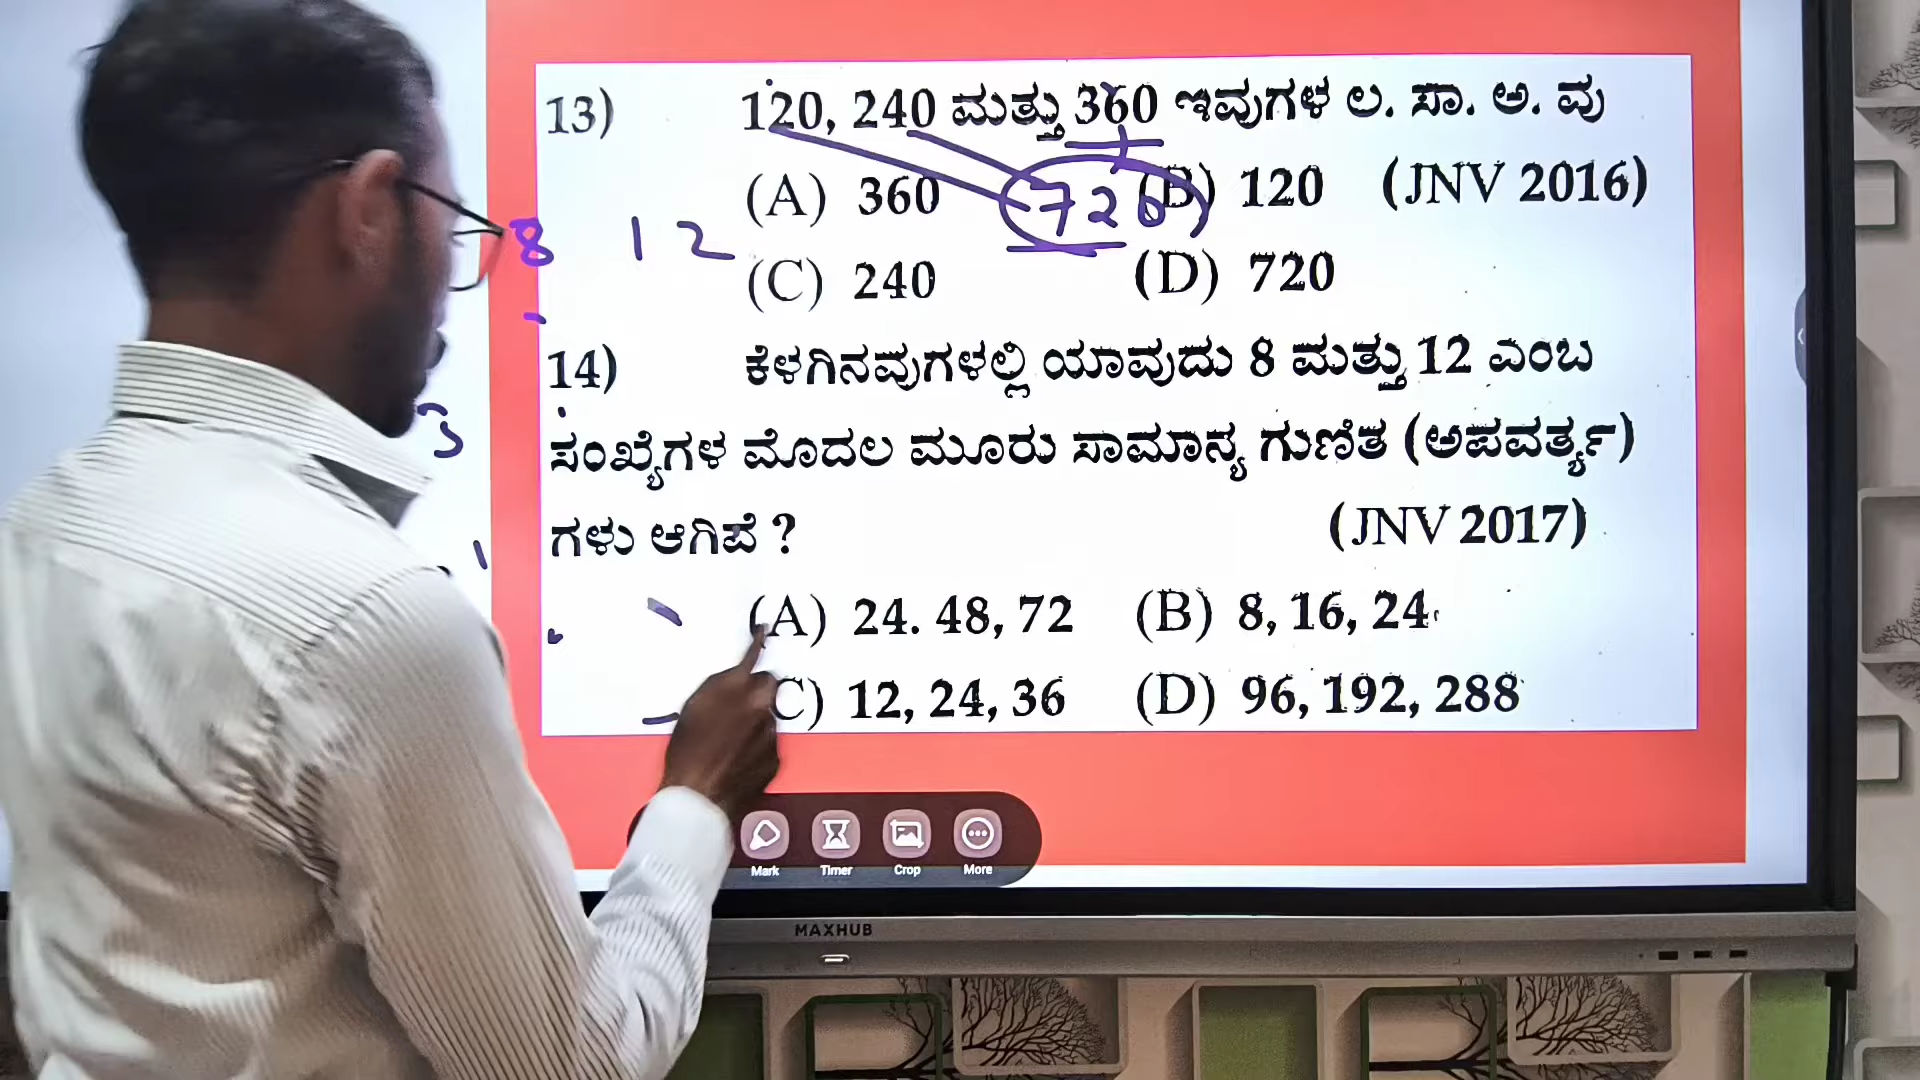 13) 120, 240 ಮತ್ತು 360 ಇವುಗಳ ಲ. ಸಾ. ಅ. ವು
(A) 360 (B) 120 (JNV 2016)
720
8 12
(C) 240 (D) 720
14) ಕೆಳಗಿನವುಗಳಲ್ಲಿ ಯಾವುದು 8 ಮತ್ತು 12 ಎಂಬ
ಸಂಖ್ಯೆಗಳ ಮೊದಲ ಮೂರು ಸಾಮಾನ್ಯ ಗುಣಿತ (ಅಪವರ್ತ್ಯ)
ಗಳು ಆಗಿವೆ ? (JNV 2017)
(A) 24. 48, 72 (B) 8, 16, 24
C) 12, 24, 36 (D) 96, 192, 288
Mark Timer Crop More
MAXHUB